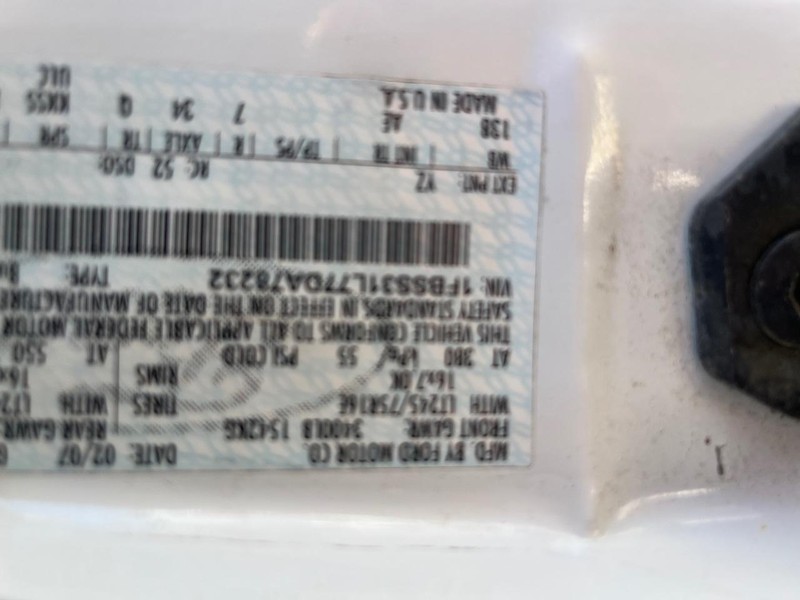 MFD. BY FORD MOTOR CO.
DATE: 02/07
FRONT GAWR: 3400LB 1542KG
REAR GAWR:
WITH LT245/75R16E TIRES
WITH
16x7.0K RIMS
AT 380 kPa/ 55 PSI COLD
AT
THIS VEHICLE CONFORMS TO ALL APPLICABLE FEDERAL MOTOR
SAFETY STANDARDS IN EFFECT ON THE DATE OF MANUFACTURE
VIN: 1FBSS31L77DA78232
TYPE:
EXT PNT: YZ RC: 52 DSO:
WB INT TR TP/PS R AXLE TR SPR
138 AE 7 34 Q KKSS
MADE IN U.S.A.
ULC